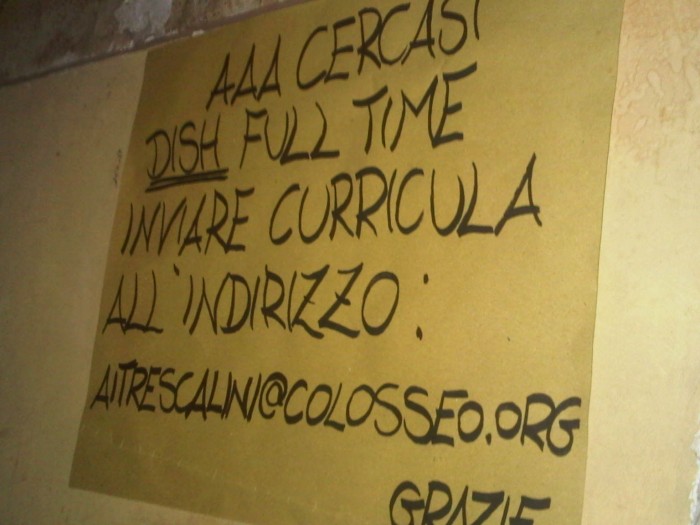 AAA CERCASI
DISH FULL TIME
INVIARE CURRICULA
ALL'INDIRIZZO:
AITRESCALINI@COLOSSEO.ORG
GRAZIE